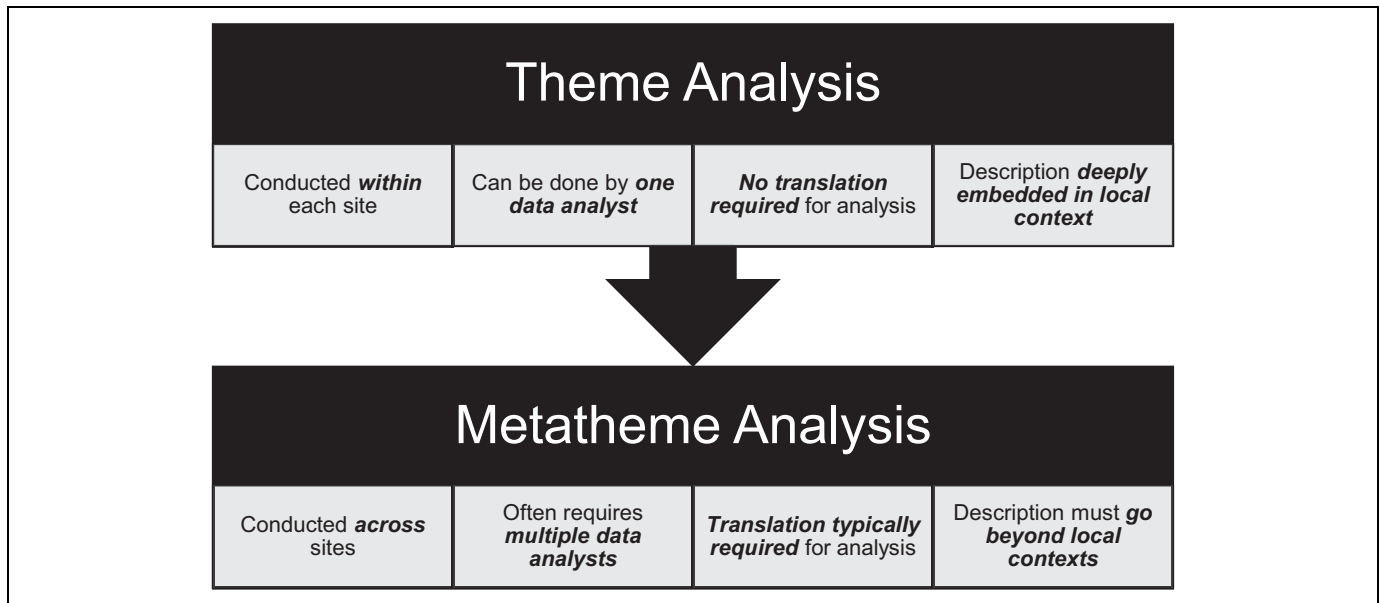 Theme Analysis
Conducted within
each site
Can be done by one
data analyst
No translation
required for analysis
Description deeply
embedded in local
context
Metatheme Analysis
Conducted across
sites
Often requires
multiple data
analysts
Translation typically
required for analysis
Description must go
beyond local
contexts